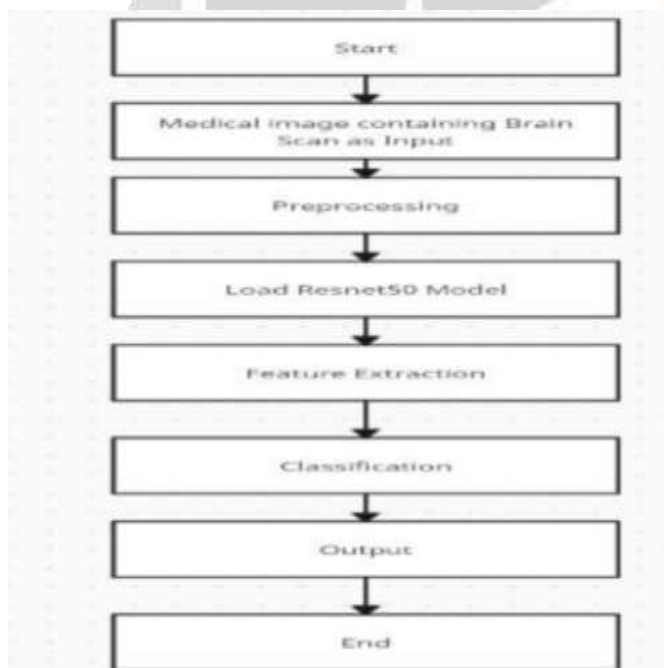 Start
Medical image containing Brain
Scan as Input
Preprocessing
Load Resnet50 Model
Feature Extraction
Classification
Output
End